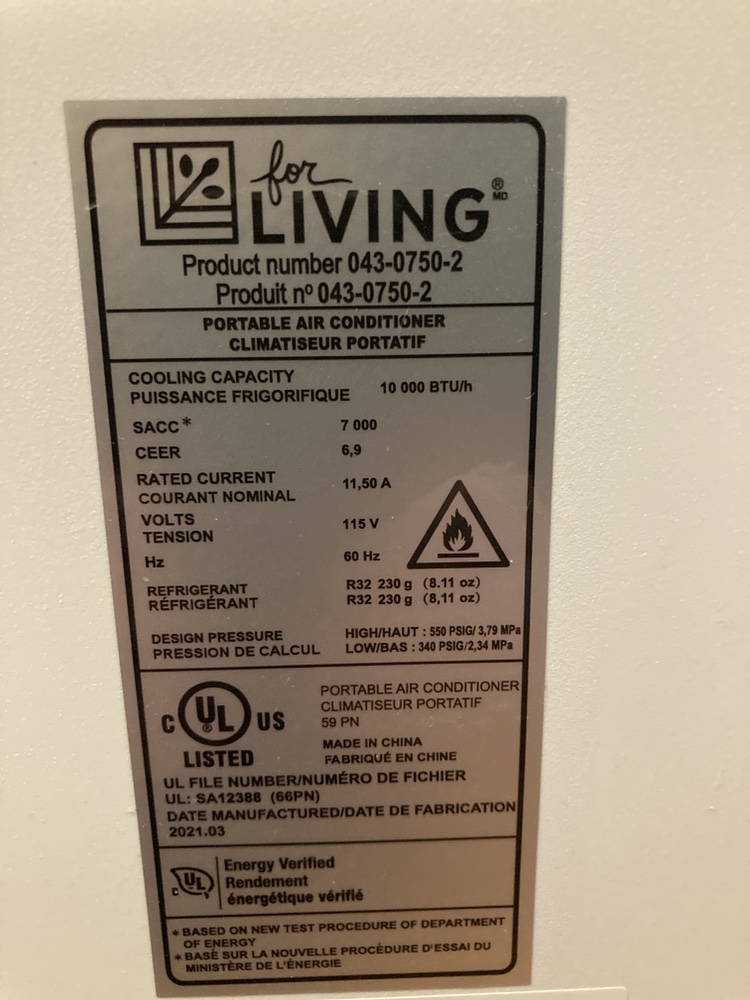 for
LIVING ® MD
Product number 043-0750-2
Produit nº 043-0750-2
PORTABLE AIR CONDITIONER
CLIMATISEUR PORTATIF
COOLING CAPACITY
PUISSANCE FRIGORIFIQUE 10 000 BTU/h
SACC* 7 000
CEER 6,9
RATED CURRENT
COURANT NOMINAL 11,50 A
VOLTS
TENSION 115 V
Hz 60 Hz
REFRIGERANT R32 230 g (8.11 oz)
RÉFRIGÉRANT R32 230 g (8,11 oz)
DESIGN PRESSURE HIGH/HAUT : 550 PSIG/ 3,79 MPa
PRESSION DE CALCUL LOW/BAS : 340 PSIG/2,34 MPa
C UL ® US
LISTED
PORTABLE AIR CONDITIONER
CLIMATISEUR PORTATIF
59 PN
MADE IN CHINA
FABRIQUÉ EN CHINE
UL FILE NUMBER/NUMÉRO DE FICHIER
UL: SA12388 (66PN)
DATE MANUFACTURED/DATE DE FABRICATION
2021.03
C UL
Energy Verified
Rendement
énergétique vérifié
* BASED ON NEW TEST PROCEDURE OF DEPARTMENT
OF ENERGY
* BASÉ SUR LA NOUVELLE PROCÉDURE D'ESSAI DU
MINISTÈRE DE L'ÉNERGIE